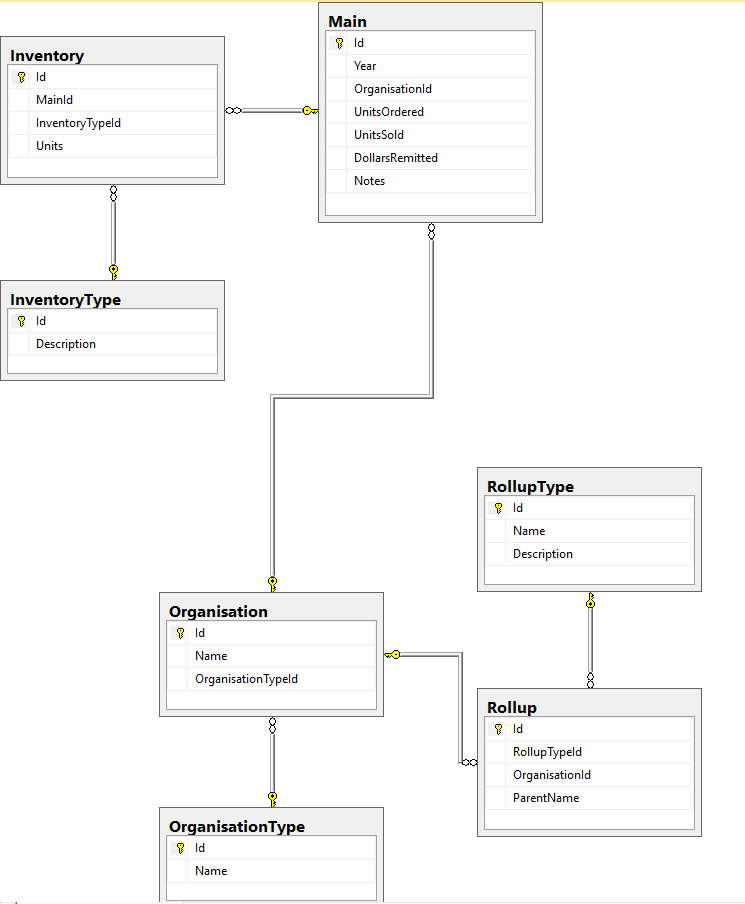 Main
Id
Year
OrganisationId
UnitsOrdered
UnitsSold
DollarsRemitted
Notes
Inventory
Id
MainId
InventoryTypeId
Units
InventoryType
Id
Description
RollupType
Id
Name
Description
Organisation
Id
Name
OrganisationTypeId
Rollup
Id
RollupTypeId
OrganisationId
ParentName
OrganisationType
Id
Name